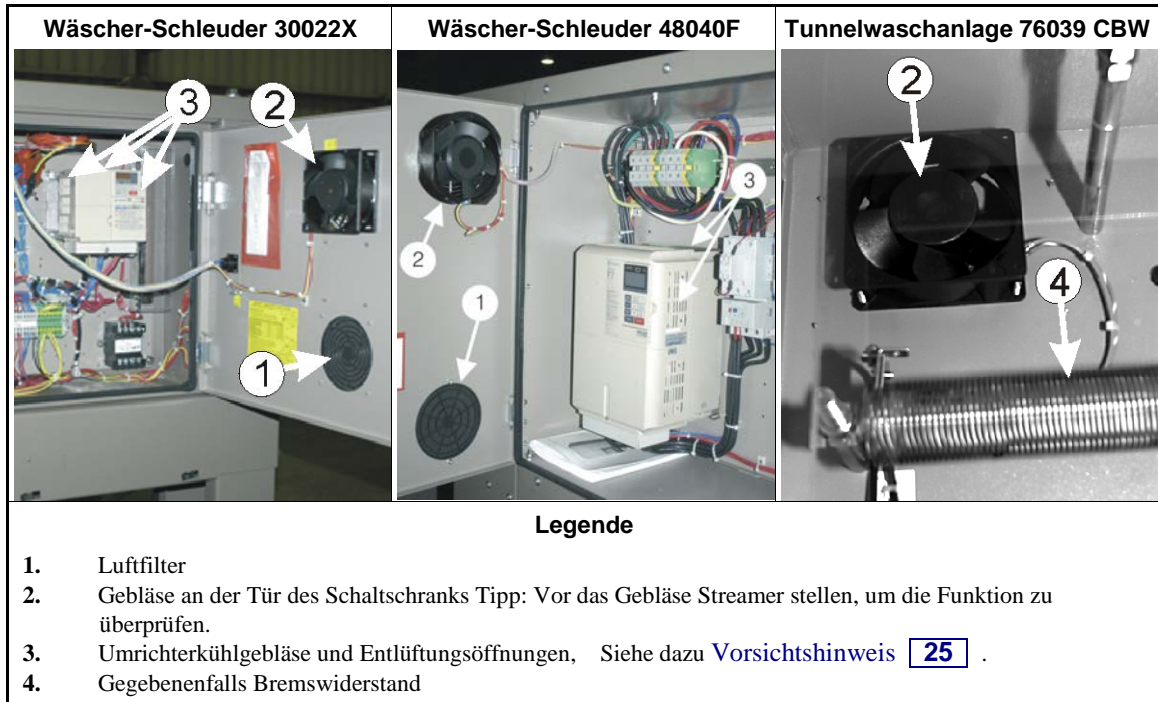 Wäscher-Schleuder 30022X
Wäscher-Schleuder 48040F
Tunnelwaschanlage 76039 CBW
3
2
1
3
2
1
2
4
Legende
1. Luftfilter
2. Gebläse an der Tür des Schaltschranks Tipp: Vor das Gebläse Streamer stellen, um die Funktion zu
überprüfen.
3. Umrichterkühlgebläse und Entlüftungsöffnungen, Siehe dazu Vorsichtshinweis 25 .
4. Gegebenenfalls Bremswiderstand